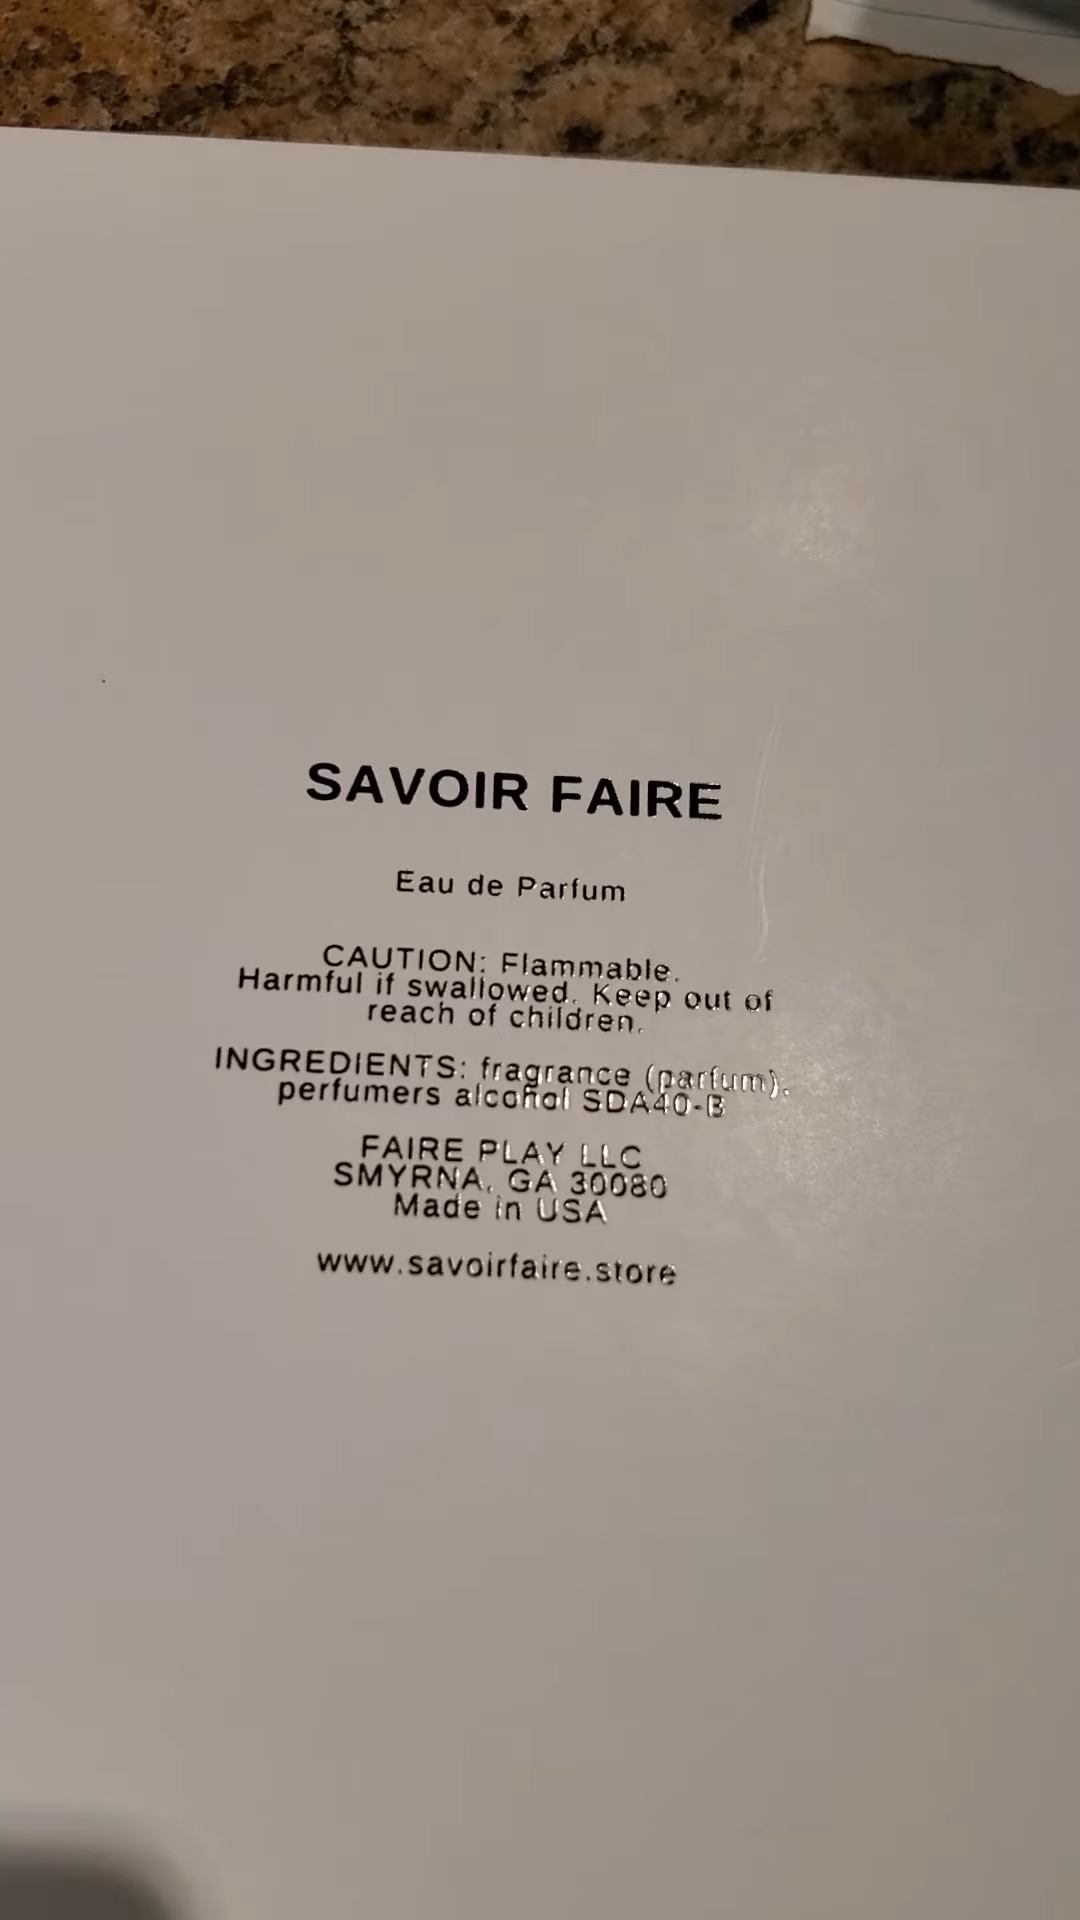 SAVOIR FAIRE
Eau de Parfum
CAUTION: Flammable.
Harmful if swallowed. Keep out of
reach of children.
INGREDIENTS: fragrance (parfum),
perfumers alcohol SDA40-B
FAIRE PLAY LLC
SMYRNA, GA 30080
Made in USA
www.savoirfaire.store